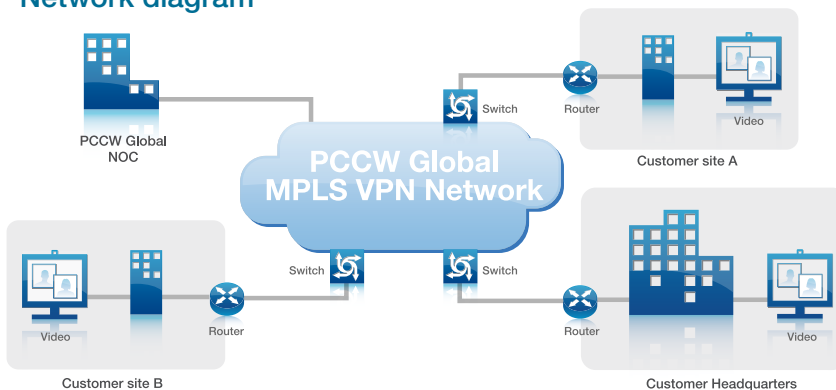 Network diagram
PCCW Global
NOC
Switch
Router
Video
Customer site A
PCCW Global
MPLS VPN Network
Video
Router
Switch
Customer site B
Switch
Router
Video
Customer Headquarters